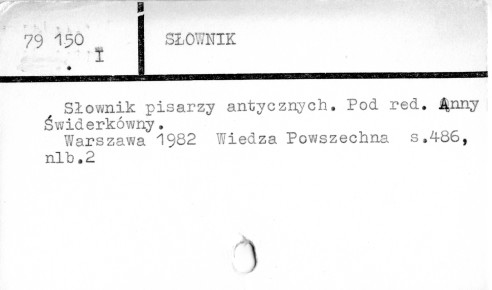 79 150
. I
SŁOWNIK
Słownik pisarzy antycznych. Pod red. Anny
Świderkówny.
Warszawa 1982 Wiedza Powszechna s.486,
nlb.2